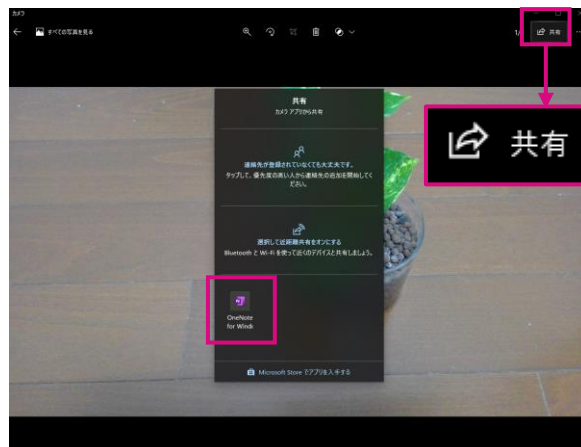 カメラ
すべての写真を見る
1/
共有
共有
共有
カメラ アプリから共有
連絡先が登録されていなくても大丈夫です。
タップして、優先度の高い人から連絡先の追加を開始してく
ださい。
選択して近距離共有をオンにする
Bluetooth と Wi-Fi を使って近くのデバイスと共有しましょう。
OneNote
for Windo
Microsoft Store でアプリを入手する